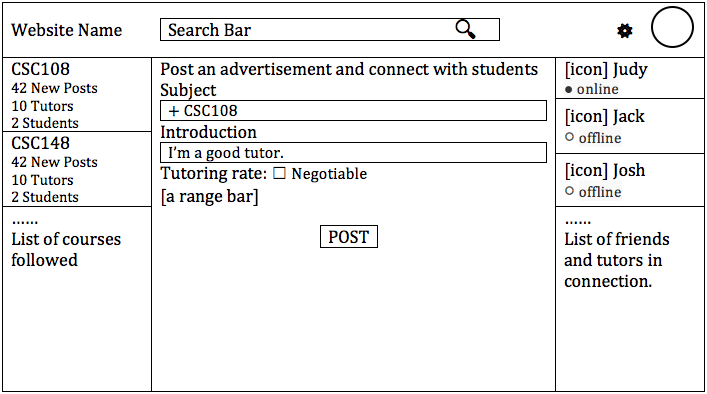 Website Name
Search Bar
CSC108
42 New Posts
10 Tutors
2 Students
CSC148
42 New Posts
10 Tutors
2 Students
......
List of courses
followed
Post an advertisement and connect with students
Subject
+ CSC108
Introduction
I'm a good tutor.
Tutoring rate: ☐ Negotiable
[a range bar]
POST
[icon] Judy
online
[icon] Jack
offline
[icon] Josh
offline
......
List of friends
and tutors in
connection.